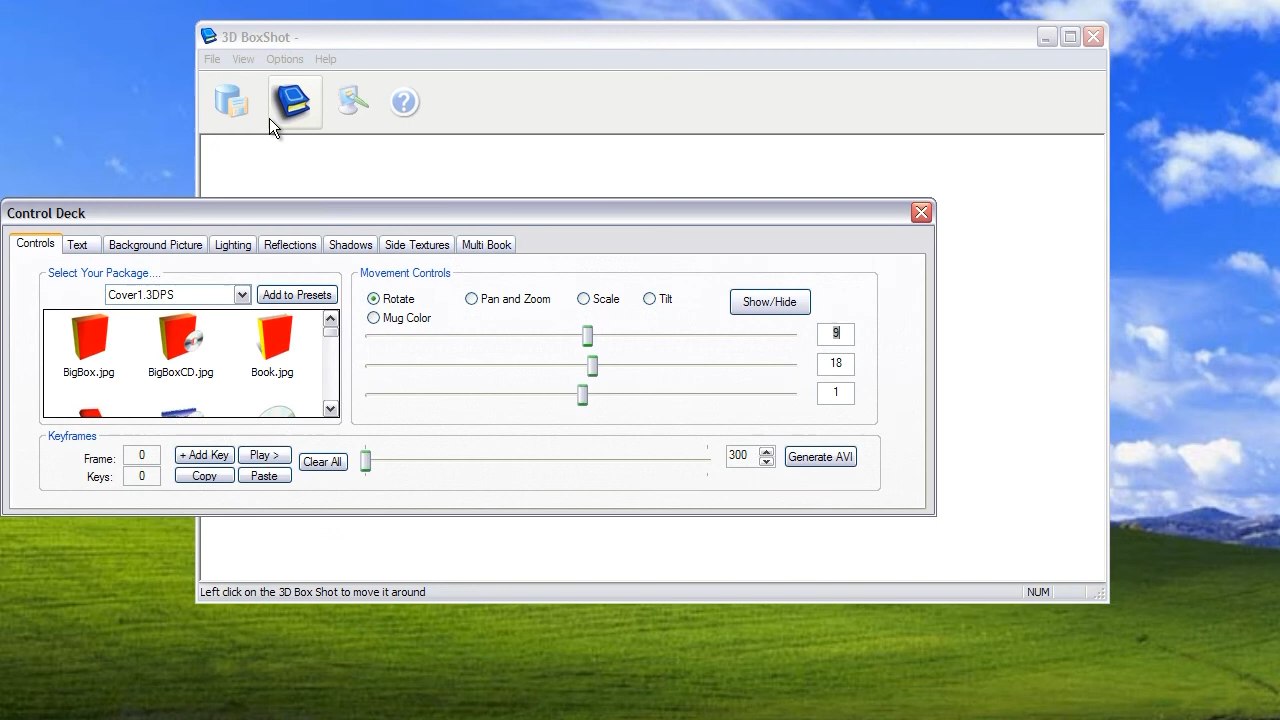 3D BoxShot -
File View Options Help
Control Deck
Controls Text Background Picture Lighting Reflections Shadows Side Textures Multi Book
Select Your Package....
Cover1.3DPS Add to Presets
BigBox.jpg BigBoxCD.jpg Book.jpg
Movement Controls
Rotate Pan and Zoom Scale Tilt Show/Hide
Mug Color
9
18
1
Keyframes
Frame: 0 + Add Key Play > Clear All 300 Generate AVI
Keys: 0 Copy Paste
Left click on the 3D Box Shot to move it around NUM